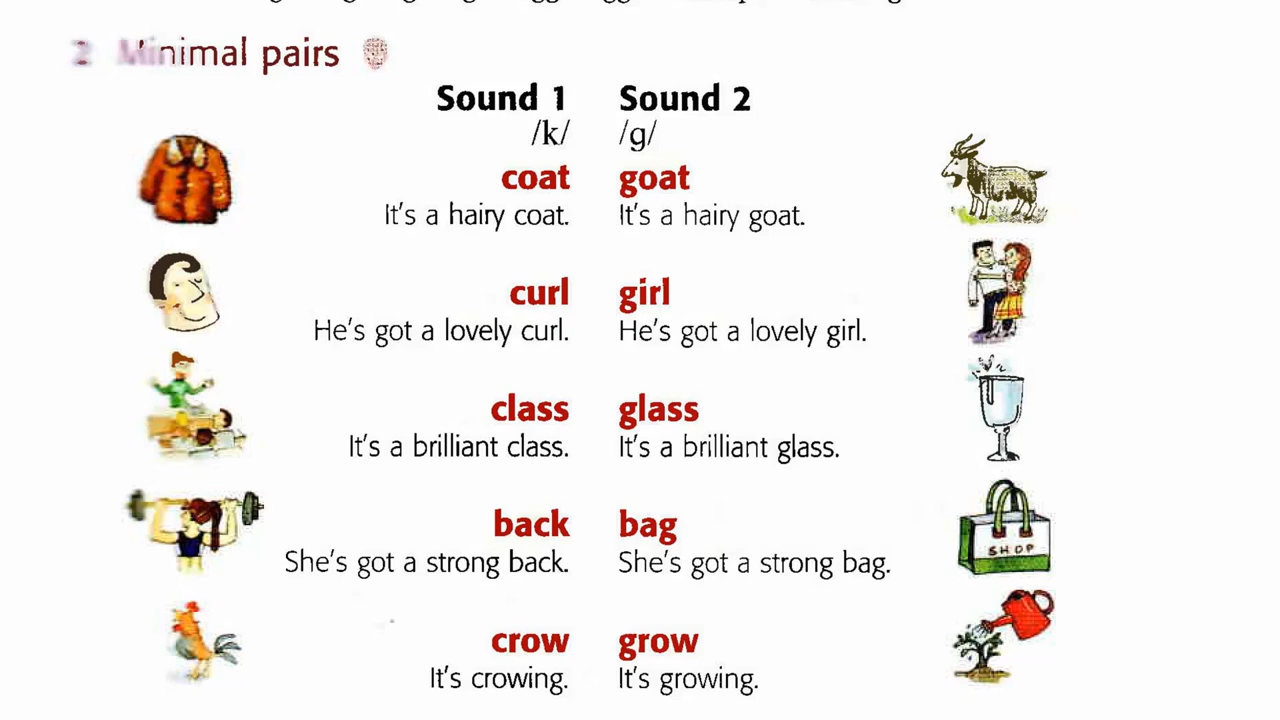 2 Minimal pairs
Sound 1 Sound 2
/k/ /g/
coat goat
It's a hairy coat. It's a hairy goat.
curl girl
He's got a lovely curl. He's got a lovely girl.
class glass
It's a brilliant class. It's a brilliant glass.
back bag
She's got a strong back. She's got a strong bag.
SHOP
crow grow
It's crowing. It's growing.